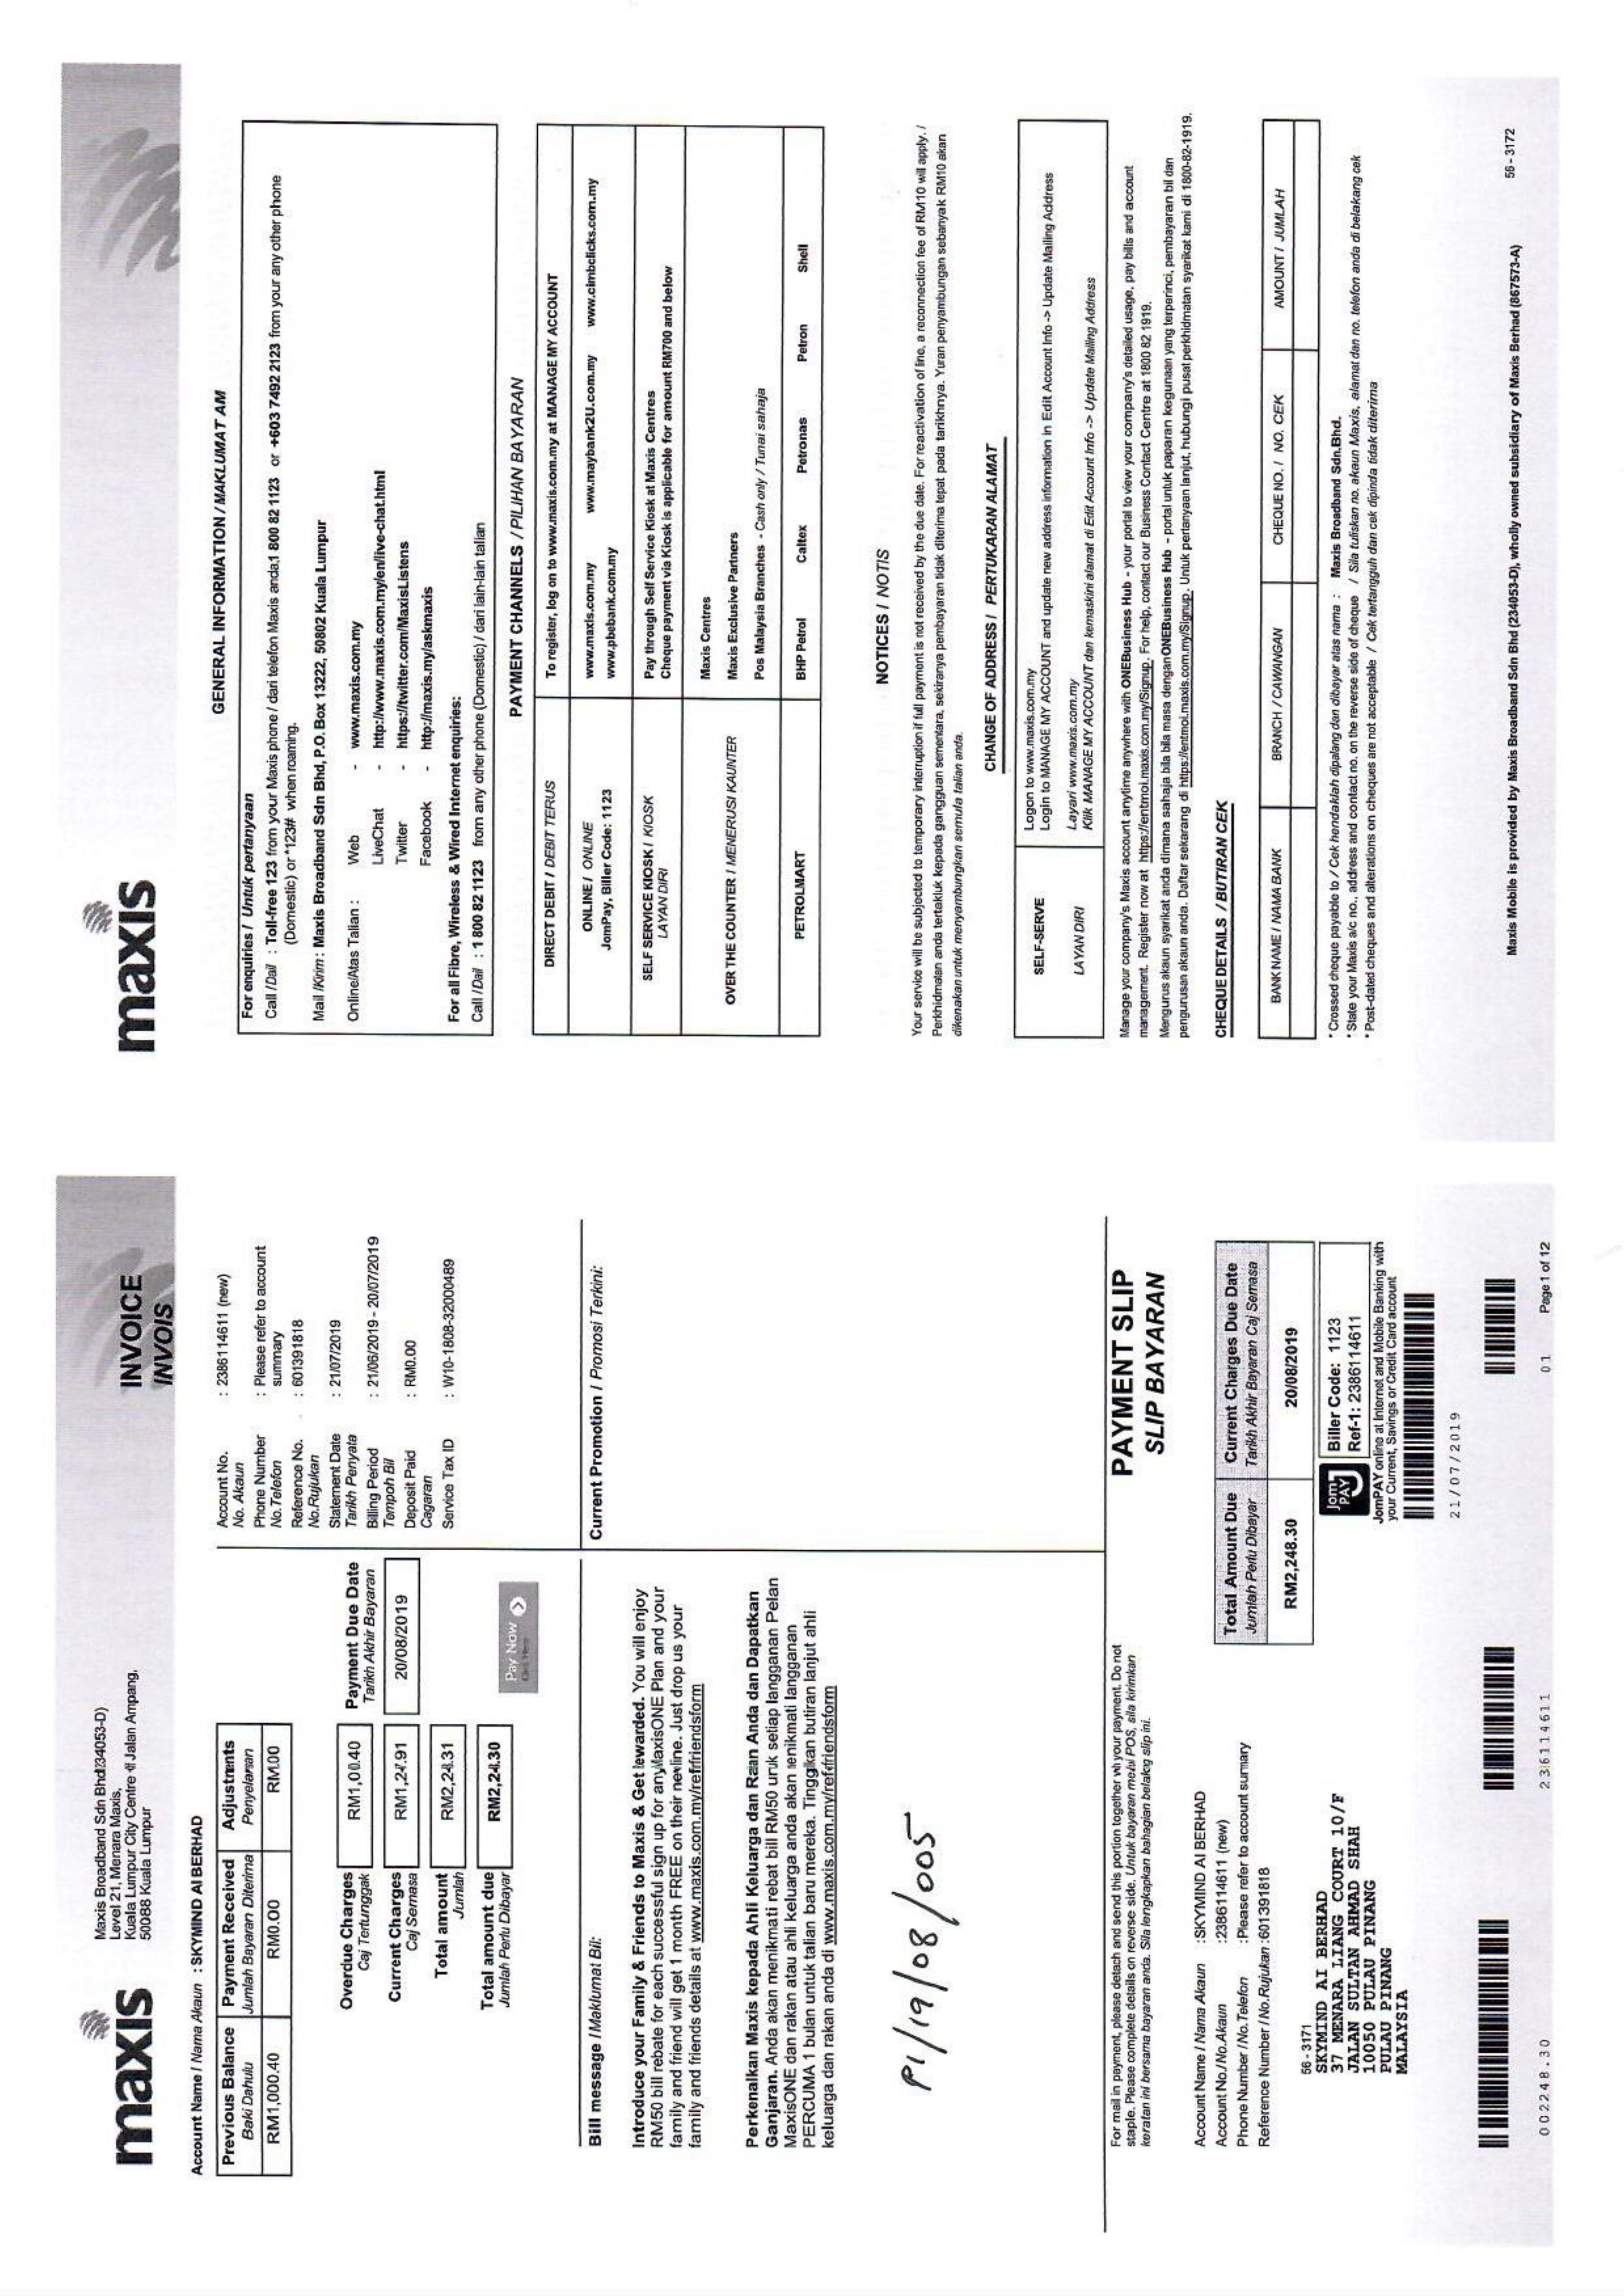 maxis
Maxis Broadband Sdn Bhd(234053-D)
Level 21, Menara Maxis,
Kuala Lumpur City Centre Jalan Ampang,
50088 Kuala Lumpur
INVOICE
INVOIS
Account Name / Nama Akaun : SKYMIND AI BERHAD
Previous Balance Payment Received Adjustments
Baki Dahulu Jumlah Bayaran Diterima Penyelarasan
RM1,000.40 RM0.00 RM0.00
Overdue Charges RM1,00.40 Payment Due Date
Caj Tertunggak Tarikh Akhir Bayaran
Current Charges RM1,247.91 20/08/2019
Caj Semasa
Total amount RM2,248.31
Jumlah
Total amount due RM2,248.30
Jumlah Perlu Dibayar
Pay Now
Account No. : 2386114611 (new)
No. Akaun
Phone Number : Please refer to account
No.Telefon summary
Reference No. : 601391818
No.Rujukan
Statement Date : 21/07/2019
Tarikh Penyata
Billing Period : 21/06/2019 - 20/07/2019
Tempoh Bil
Deposit Paid : RM0.00
Cagaran
Service Tax ID : W10-1808-32000489
Bill message / Maklumat Bil:
Current Promotion / Promosi Terkini:
Introduce your Family & Friends to Maxis & Get Rewarded. You will enjoy
RM50 bill rebate for each successful sign up for any MaxisONE Plan and your
family and friend will get 1 month FREE on their new line. Just drop us your
family and friends details at www.maxis.com.my/refrfriendsform
Perkenalkan Maxis kepada Ahli Keluarga dan Rakan Anda dan Dapatkan
Ganjaran. Anda akan menikmati rebat bill RM50 untuk setiap langganan Pelan
MaxisONE dan rakan atau ahli keluarga anda akan menikmati langganan
PERCUMA 1 bulan untuk talian baru mereka. Tinggikan butiran lanjut ahli
keluarga dan rakan anda di www.maxis.com.my/refrfriendsform
P1/19/08/005
For mail in payment, please detach and send this portion together with your payment. Do not
staple. Please complete details on reverse side. Untuk bayaran melalui POS, sila kirimkan
keratan ini bersama bayaran anda. Sila lengkapkan bahagian belakang slip ini.
PAYMENT SLIP
SLIP BAYARAN
Account Name / Nama Akaun :SKYMIND AI BERHAD
Account No./No.Akaun :2386114611 (new)
Phone Number /No.Telefon :Please refer to account summary
Reference Number /No.Rujukan :601391818
Total Amount Due Current Charges Due Date
Jumlah Perlu Dibayar Tarikh Akhir Bayaran Caj Semasa
RM2,248.30 20/08/2019
56 - 3171
SKYMIND AI BERHAD
37 MENARA LIANG COURT 10/F
JALAN SULTAN AHMAD SHAH
10050 PULAU PINANG
PULAU PINANG
MALAYSIA
Jom PAY
Biller Code: 1123
Ref-1: 2386114611
JomPAY online at Internet and Mobile Banking with
your Current, Savings or Credit Card account
21/07/2019
002248.30 2386114611 01 Page 1 of 12
maxis
GENERAL INFORMATION / MAKLUMAT AM
For enquiries / Untuk pertanyaan
Call /Dail : Toll-free 123 from your Maxis phone / dari telefon Maxis anda,1 800 82 1123 or +603 7492 2123 from your any other phone
(Domestic) or *123# when roaming.
Mail /Kirim : Maxis Broadband Sdn Bhd, P.O. Box 13222, 50802 Kuala Lumpur
Online/Atas Talian : Web - www.maxis.com.my
LiveChat - http://www.maxis.com.my/en/live-chat.html
Twitter - https://twitter.com/MaxisListens
Facebook - http://maxis.my/askmaxis
For all Fibre, Wireless & Wired Internet enquiries:
Call /Dail : 1 800 82 1123 from any other phone (Domestic) / dari lain-lain talian
PAYMENT CHANNELS / PILIHAN BAYARAN
DIRECT DEBIT / DEBIT TERUS To register, log on to www.maxis.com.my at MANAGE MY ACCOUNT
ONLINE / ONLINE www.maxis.com.my www.maybank2U.com.my www.cimbclicks.com.my
JomPay, Biller Code: 1123 www.pbebank.com.my
SELF SERVICE KIOSK / KIOSK Pay through Self Service Kiosk at Maxis Centres
LAYAN DIRI Cheque payment via Kiosk is applicable for amount RM700 and below
OVER THE COUNTER / MENERUSI KAUNTER Maxis Centres
Maxis Exclusive Partners
Pos Malaysia Branches - Cash only / Tunai sahaja
PETROLMART BHP Petrol Caltex Petronas Petron Shell
NOTICES / NOTIS
Your service will be subjected to temporary interruption if full payment is not received by the due date. For reactivation of line, a reconnection fee of RM10 will apply. /
Perkhidmatan anda tertakluk kepada gangguan sementara, sekiranya pembayaran tidak diterima tepat pada tarikhnya. Yuran penyambungan sebanyak RM10 akan
dikenakan untuk menyambungkan semula talian anda.
CHANGE OF ADDRESS / PERTUKARAN ALAMAT
SELF-SERVE Logon to www.maxis.com.my
Login to MANAGE MY ACCOUNT and update new address information in Edit Account Info -> Update Mailing Address
LAYAN DIRI Layari www.maxis.com.my
Klik MANAGE MY ACCOUNT dan kemaskini alamat di Edit Account Info -> Update Mailing Address
Manage your company's Maxis account anytime anywhere with ONEBusiness Hub - your portal to view your company's detailed usage, pay bills and account
management. Register now at https://entmoi.maxis.com.my/Signup. For help, contact our Business Contact Centre at 1800 82 1919.
Mengurus akaun syarikat anda dimana sahaja bila bila masa dengan ONEBusiness Hub - portal untuk paparan kegunaan yang terperinci, pembayaran bil dan
pengurusan akaun anda. Daftar sekarang di https://entmoi.maxis.com.my/Signup. Untuk pertanyaan lanjut, hubungi pusat perkhidmatan syarikat kami di 1800-82-1919.
CHEQUE DETAILS / BUTIRAN CEK
BANK NAME / NAMA BANK BRANCH / CAWANGAN CHEQUE NO. / NO. CEK AMOUNT / JUMLAH
* Crossed cheque payable to / Cek hendaklah dipalang dan dibayar atas nama : Maxis Broadband Sdn.Bhd.
* State your Maxis a/c no., address and contact no. on the reverse side of cheque / Sila tuliskan no. akaun Maxis, alamat dan no. telefon anda di belakang cek
* Post-dated cheques and alterations on cheques are not acceptable / Cek tertangguh dan cek dipinda tidak diterima
Maxis Mobile is provided by Maxis Broadband Sdn Bhd (234053-D), wholly owned subsidiary of Maxis Berhad (867573-A)
56 - 3172